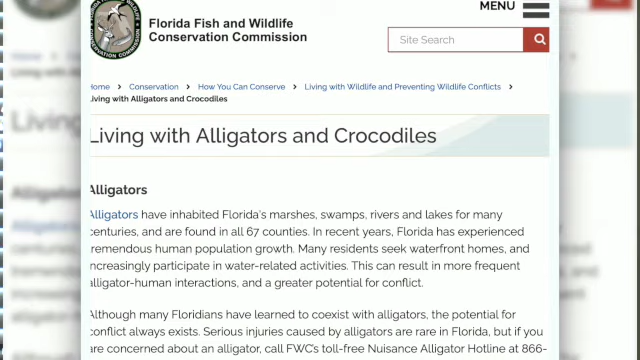 MENU
Florida Fish and Wildlife
Conservation Commission
Site Search
Home > Conservation > How You Can Conserve > Living with Wildlife and Preventing Wildlife Conflicts >
Living with Alligators and Crocodiles
Living with Alligators and Crocodiles
Alligators
Alligators have inhabited Florida's marshes, swamps, rivers and lakes for many
centuries, and are found in all 67 counties. In recent years, Florida has experienced
tremendous human population growth. Many residents seek waterfront homes, and
increasingly participate in water-related activities. This can result in more frequent
alligator-human interactions, and a greater potential for conflict.
Although many Floridians have learned to coexist with alligators, the potential for
conflict always exists. Serious injuries caused by alligators are rare in Florida, but if you
are concerned about an alligator, call FWC's toll-free Nuisance Alligator Hotline at 866-